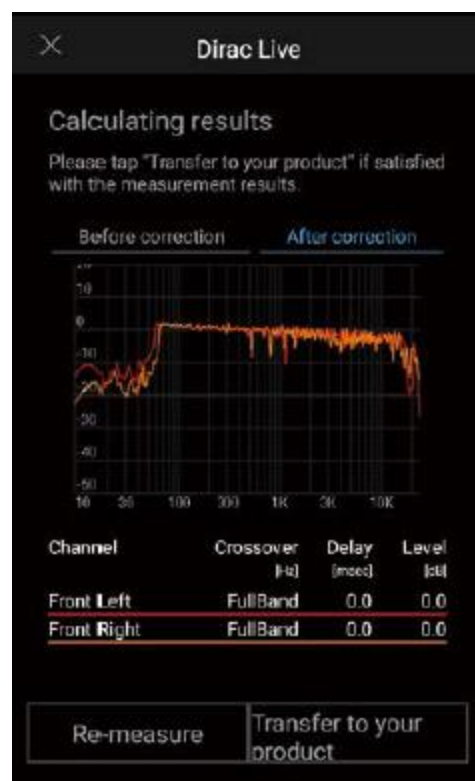 Dirac Live
Calculating results
Please tap "Transfer to your product" if satisfied
with the measurement results.
Before correction After correction
10
0
-10
-20
-30
-40
-50
10 100 300 1K 3K 10K
Channel Crossover Delay Level
[Hz] [msec] [dB]
Front Left FullBand 0.0 0.0
Front Right FullBand 0.0 0.0
Re-measure Transfer to your
product